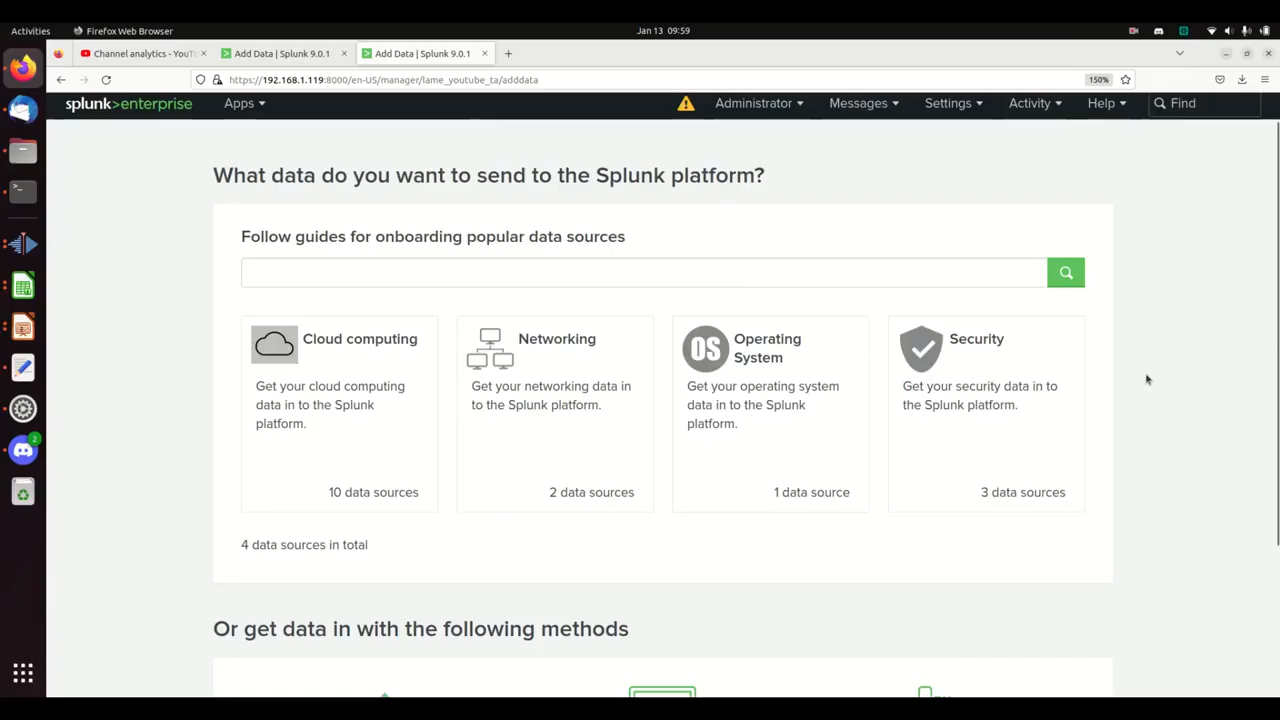 Activities
Firefox Web Browser
Jan 13 09:59
Channel analytics - YouT
Add Data | Splunk 9.0.1
Add Data | Splunk 9.0.1
https://192.168.1.119:8000/en-US/manager/lame_youtube_ta/adddata
150%
splunk>enterprise
Apps
Administrator
Messages
Settings
Activity
Help
Find
What data do you want to send to the Splunk platform?
Follow guides for onboarding popular data sources
Cloud computing
Get your cloud computing
data in to the Splunk
platform.
10 data sources
Networking
Get your networking data in
to the Splunk platform.
2 data sources
OS
Operating
System
Get your operating system
data in to the Splunk
platform.
1 data source
Security
Get your security data in to
the Splunk platform.
3 data sources
4 data sources in total
Or get data in with the following methods
2